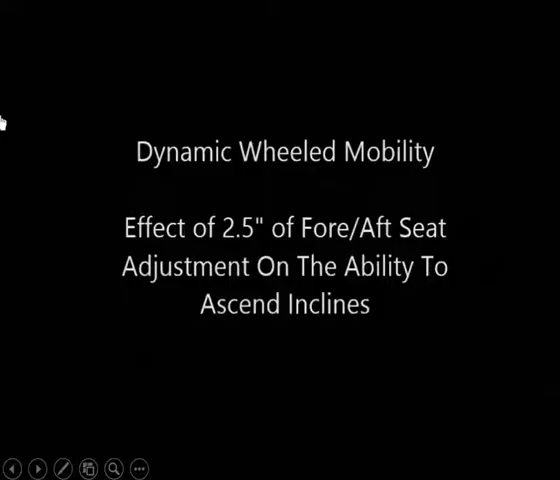 Dynamic Wheeled Mobility
Effect of 2.5" of Fore/Aft Seat
Adjustment On The Ability To
Ascend Inclines